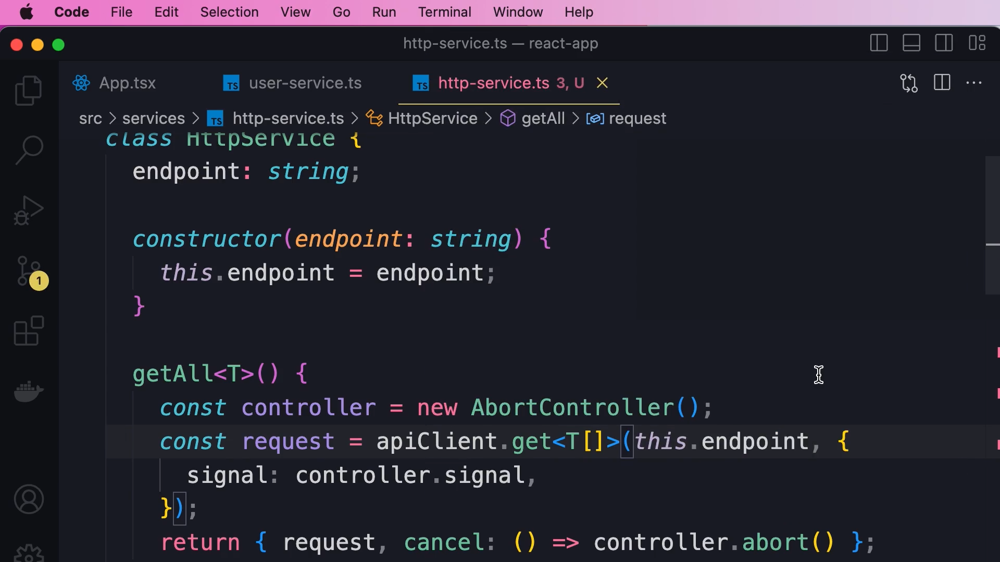 Code File Edit Selection View Go Run Terminal Window Help
http-service.ts — react-app
App.tsx TS user-service.ts TS http-service.ts 3, U
src > services > TS http-service.ts > HttpService > getAll > request
class HttpService {
endpoint: string;
constructor(endpoint: string) {
this.endpoint = endpoint;
}
getAll<T>() {
const controller = new AbortController();
const request = apiClient.get<T[]>(this.endpoint, {
signal: controller.signal,
});
return { request, cancel: () => controller.abort() };
1